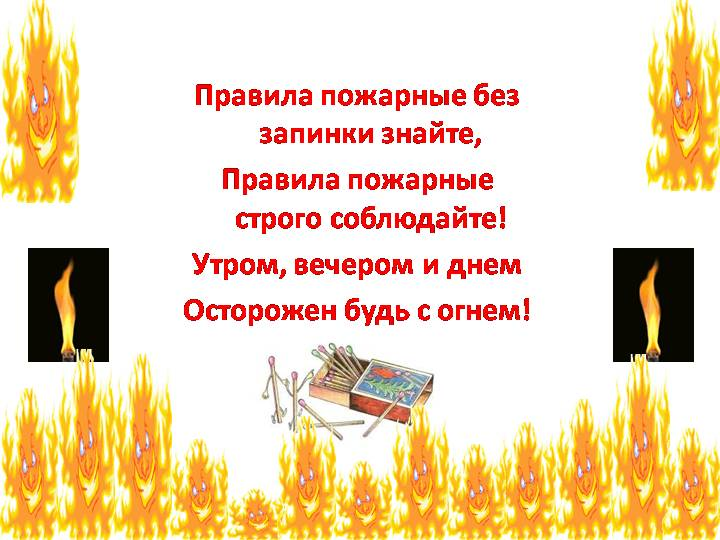 Правила пожарные без
запинки знайте,
Правила пожарные
строго соблюдайте!
Утром, вечером и днем
Осторожен будь с огнем!